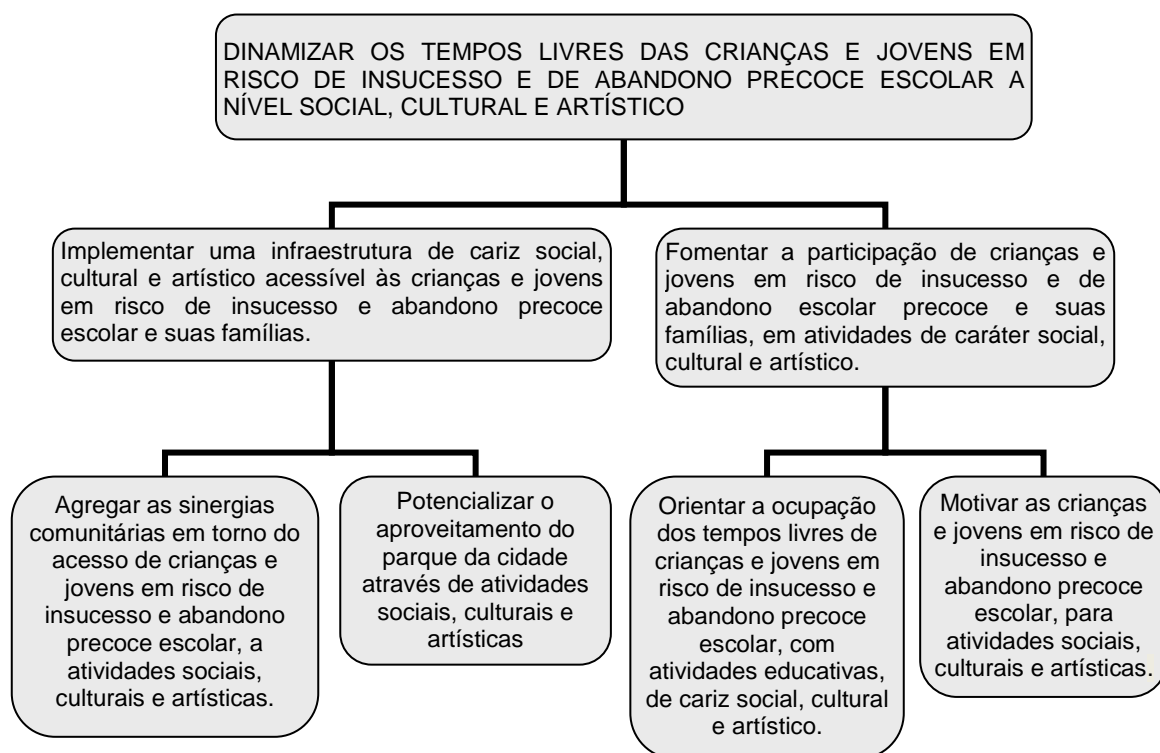 DINAMIZAR OS TEMPOS LIVRES DAS CRIANÇAS E JOVENS EM
RISCO DE INSUCESSO E DE ABANDONO PRECOCE ESCOLAR A
NÍVEL SOCIAL, CULTURAL E ARTÍSTICO
Implementar uma infraestrutura de cariz social,
cultural e artístico acessível às crianças e jovens
em risco de insucesso e abandono precoce
escolar e suas famílias.
Fomentar a participação de crianças e
jovens em risco de insucesso e de
abandono escolar precoce e suas
famílias, em atividades de caráter social,
cultural e artístico.
Agregar as sinergias
comunitárias em torno do
acesso de crianças e
jovens em risco de
insucesso e abandono
precoce escolar, a
atividades sociais,
culturais e artísticas.
Potencializar o
aproveitamento do
parque da cidade
através de atividades
sociais, culturais e
artísticas
Orientar a ocupação
dos tempos livres de
crianças e jovens em
risco de insucesso e
abandono precoce
escolar, com
atividades educativas,
de cariz social, cultural
e artístico.
Motivar as crianças
e jovens em risco de
insucesso e
abandono precoce
escolar, para
atividades sociais,
culturais e artísticas.